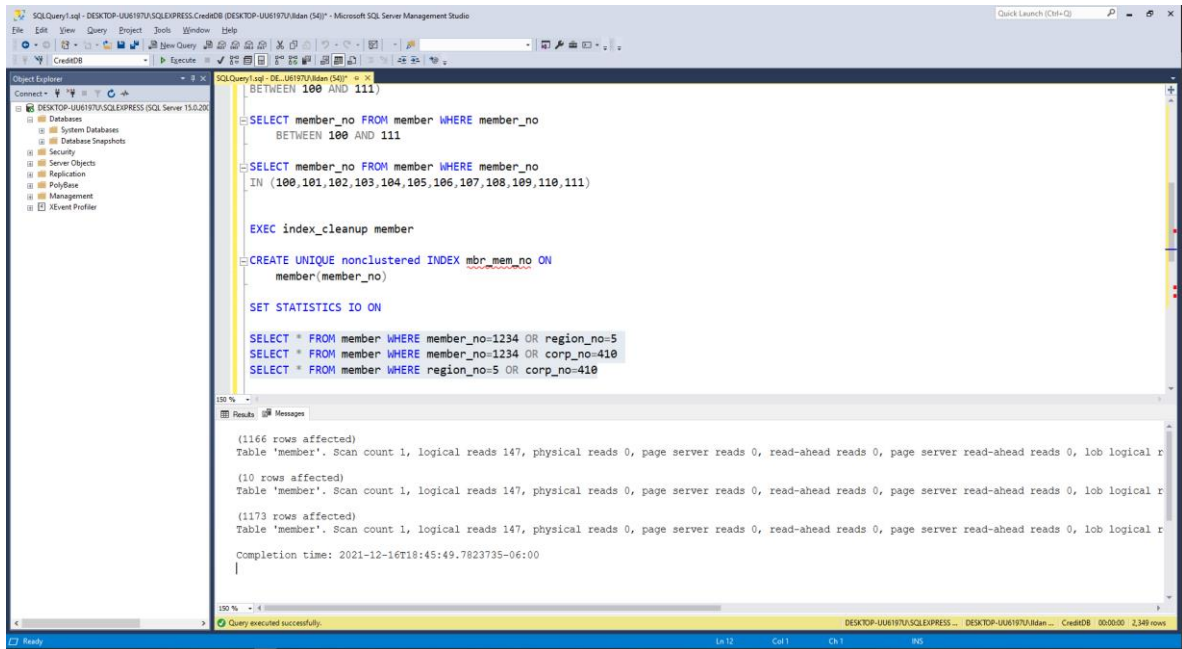 SQLQuery1.sql - DESKTOP-UU6197U\SQLEXPRESS.CreditDB (DESKTOP-UU6197U\Ildan (54))* - Microsoft SQL Server Management Studio
Quick Launch (Ctrl+Q)
File Edit View Query Project Tools Window Help
New Query
CreditDB
Execute
Object Explorer
SQLQuery1.sql - DE...U6197U\Ildan (54))*
Connect
DESKTOP-UU6197U\SQLEXPRESS (SQL Server 15.0.200
Databases
System Databases
Database Snapshots
Security
Server Objects
Replication
PolyBase
Management
XEvent Profiler
BETWEEN 100 AND 111)
SELECT member_no FROM member WHERE member_no
BETWEEN 100 AND 111
SELECT member_no FROM member WHERE member_no
IN (100,101,102,103,104,105,106,107,108,109,110,111)
EXEC index_cleanup member
CREATE UNIQUE nonclustered INDEX mbr_mem_no ON
member(member_no)
SET STATISTICS IO ON
SELECT * FROM member WHERE member_no=1234 OR region_no=5
SELECT * FROM member WHERE member_no=1234 OR corp_no=410
SELECT * FROM member WHERE region_no=5 OR corp_no=410
150 %
Results Messages
(1166 rows affected)
Table 'member'. Scan count 1, logical reads 147, physical reads 0, page server reads 0, read-ahead reads 0, page server read-ahead reads 0, lob logical r
(10 rows affected)
Table 'member'. Scan count 1, logical reads 147, physical reads 0, page server reads 0, read-ahead reads 0, page server read-ahead reads 0, lob logical r
(1173 rows affected)
Table 'member'. Scan count 1, logical reads 147, physical reads 0, page server reads 0, read-ahead reads 0, page server read-ahead reads 0, lob logical r
Completion time: 2021-12-16T18:45:49.7823735-06:00
150 %
Query executed successfully.
DESKTOP-UU6197U\SQLEXPRESS ... DESKTOP-UU6197U\Ildan ... CreditDB 00:00:00 2,349 rows
Ready
Ln 12 Col 1 Ch 1 INS